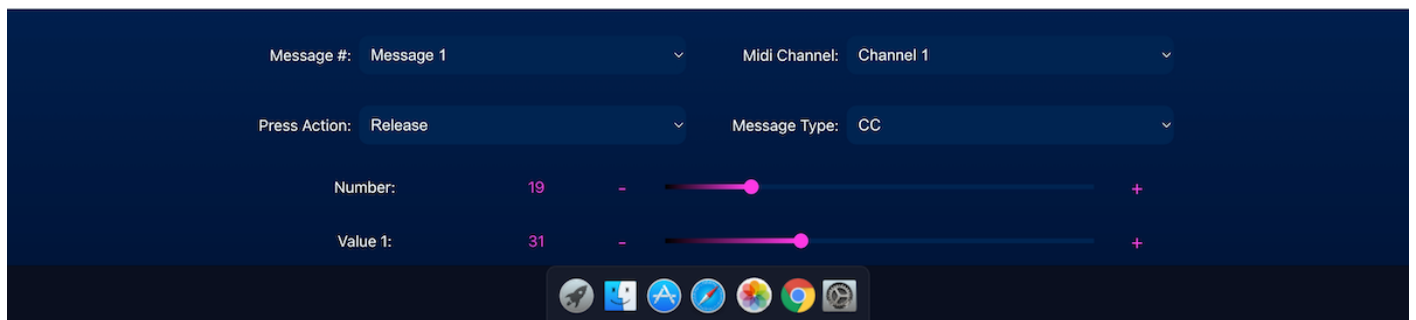 Message #: Message 1 Midi Channel: Channel 1
Press Action: Release Message Type: CC
Number: 19 - +
Value 1: 31 - +